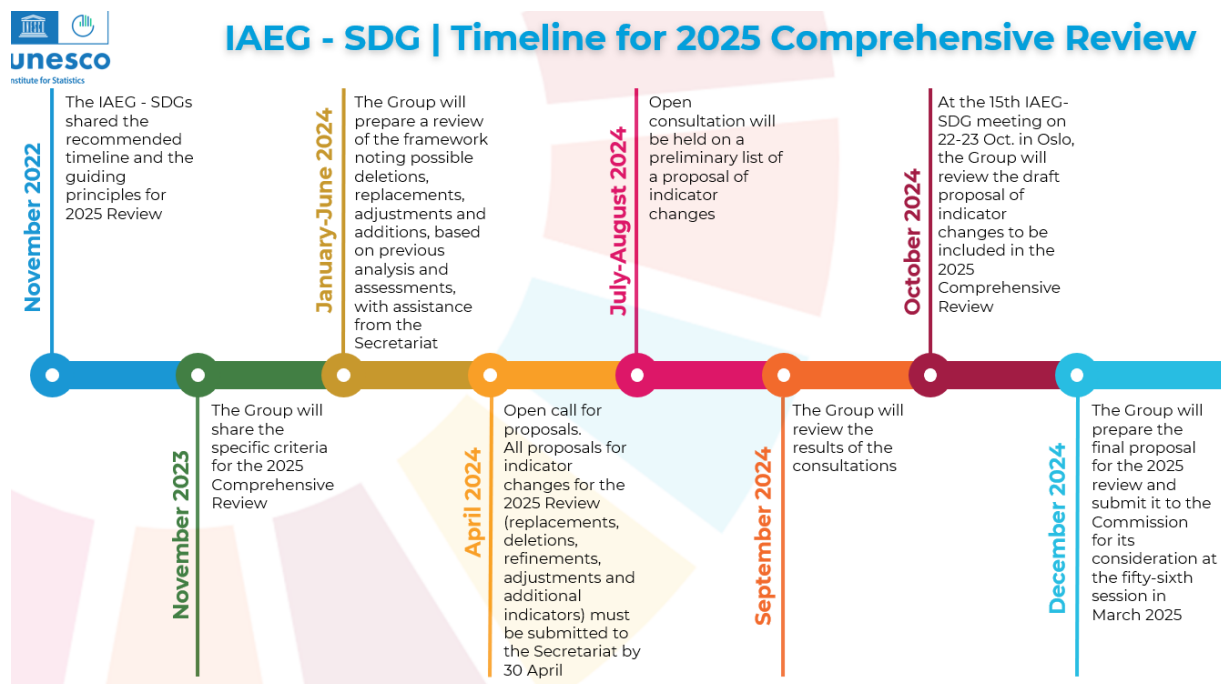 IAEG - SDG | Timeline for 2025 Comprehensive Review
unesco
Institute for Statistics
November 2022
The IAEG - SDGs
shared the
recommended
timeline and the
guiding
principles for
2025 Review
November 2023
The Group will
share the
specific criteria
for the 2025
Comprehensive
Review
January-June 2024
The Group will
prepare a review
of the framework
noting possible
deletions,
replacements,
adjustments and
additions, based
on previous
analysis and
assessments,
with assistance
from the
Secretariat
April 2024
Open call for
proposals.
All proposals for
indicator
changes for the
2025 Review
(replacements,
deletions,
refinements,
adjustments and
additional
indicators) must
be submitted to
the Secretariat by
30 April
July-August 2024
Open
consultation will
be held on a
preliminary list of
a proposal of
indicator
changes
September 2024
The Group will
review the
results of the
consultations
October 2024
At the 15th IAEG-
SDG meeting on
22-23 Oct. in Oslo,
the Group will
review the draft
proposal of
indicator
changes to be
included in the
2025
Comprehensive
Review
December 2024
The Group will
prepare the
final proposal
for the 2025
review and
submit it to the
Commission
for its
consideration at
the fifty-sixth
session in
March 2025